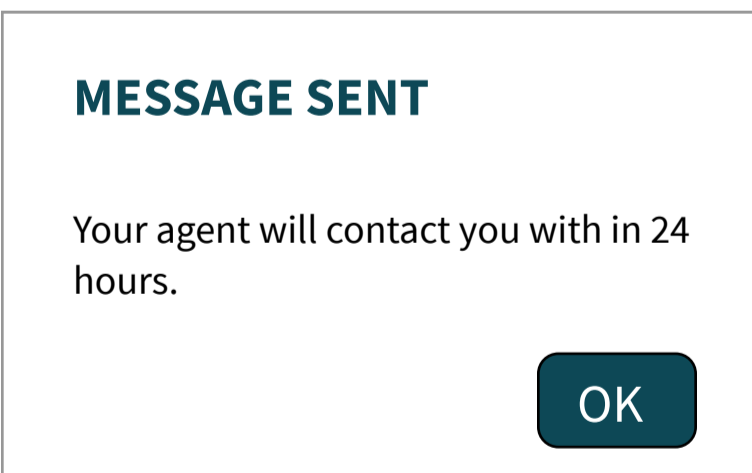 MESSAGE SENT
Your agent will contact you with in 24
hours.
OK